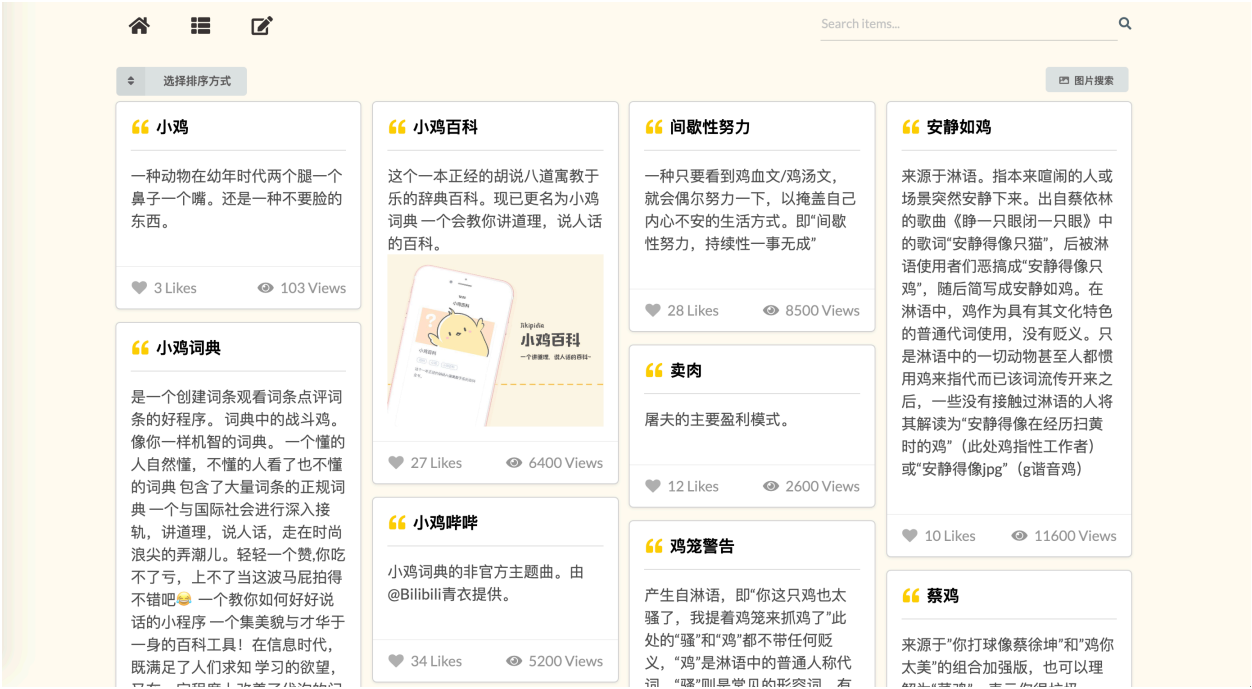 Search items...
选择排序方式
图片搜索
小鸡
一种动物在幼年时代两个腿一个
鼻子一个嘴。还是一种不要脸的
东西。
3 Likes
103 Views
小鸡词典
是一个创建词条观看词条点评词
条的好程序。 词典中的战斗鸡。
像你一样机智的词典。 一个懂的
人自然懂，不懂的人看了也不懂
的词典 包含了大量词条的正规词
典 一个与国际社会进行深入接
轨，讲道理，说人话，走在时尚
浪尖的弄潮儿。轻轻一个赞,你吃
不了亏，上不了当这波马屁拍得
不错吧😂 一个教你如何好好说
话的小程序 一个集美貌与才华于
一身的百科工具！在信息时代，
既满足了人们求知 学习的欲望，
小鸡百科
这个一本正经的胡说八道寓教于
乐的辞典百科。现已更名为小鸡
词典 一个会教你讲道理，说人话
的百科。
小鸡百科
小鸡百科
Jikipidia
小鸡百科
一个讲道理，说人话的百科~
27 Likes
6400 Views
小鸡哔哔
小鸡词典的非官方主题曲。由
@Bilibili青衣提供。
34 Likes
5200 Views
间歇性努力
一种只要看到鸡血文/鸡汤文，
就会偶尔努力一下，以掩盖自己
内心不安的生活方式。即“间歇
性努力，持续性一事无成”
28 Likes
8500 Views
卖肉
屠夫的主要盈利模式。
12 Likes
2600 Views
鸡笼警告
产生自淋语，即“你这只鸡也太
骚了，我提着鸡笼来抓鸡了”此
处的“骚”和“鸡”都不带任何贬
义，“鸡”是淋语中的普通人称代
词，“骚”则是常见的形容词，有
安静如鸡
来源于淋语。指本来喧闹的人或
场景突然安静下来。出自蔡依林
的歌曲《睁一只眼闭一只眼》中
的歌词“安静得像只猫”，后被淋
语使用者们恶搞成“安静得像只
鸡”，随后简写成安静如鸡。在
淋语中，鸡作为具有其文化特色
的普通代词使用，没有贬义。只
是淋语中的一切动物甚至人都惯
用鸡来指代而已该词流传开来之
后，一些没有接触过淋语的人将
其解读为“安静得像在经历扫黄
时的鸡”（此处鸡指性工作者）
或“安静得像jpg”（g谐音鸡）
10 Likes
11600 Views
蔡鸡
来源于”你打球像蔡徐坤”和”鸡你
太美”的组合加强版，也可以理